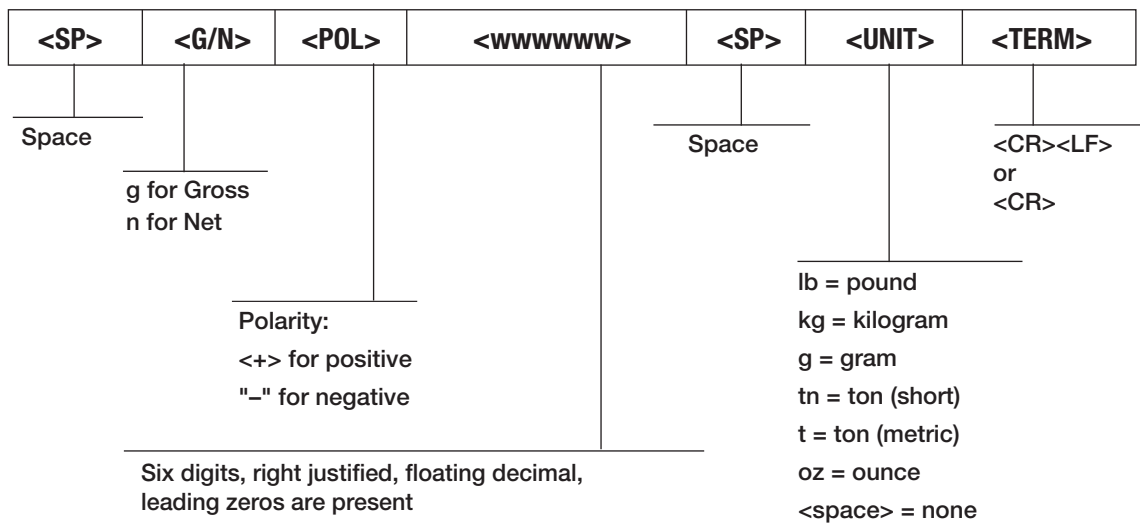 <SP> <G/N> <POL> <wwwwww> <SP> <UNIT> <TERM>
Space
g for Gross
n for Net
Polarity:
<+> for positive
"–" for negative
Six digits, right justified, floating decimal,
leading zeros are present
Space
lb = pound
kg = kilogram
g = gram
tn = ton (short)
t = ton (metric)
oz = ounce
<space> = none
<CR><LF>
or
<CR>